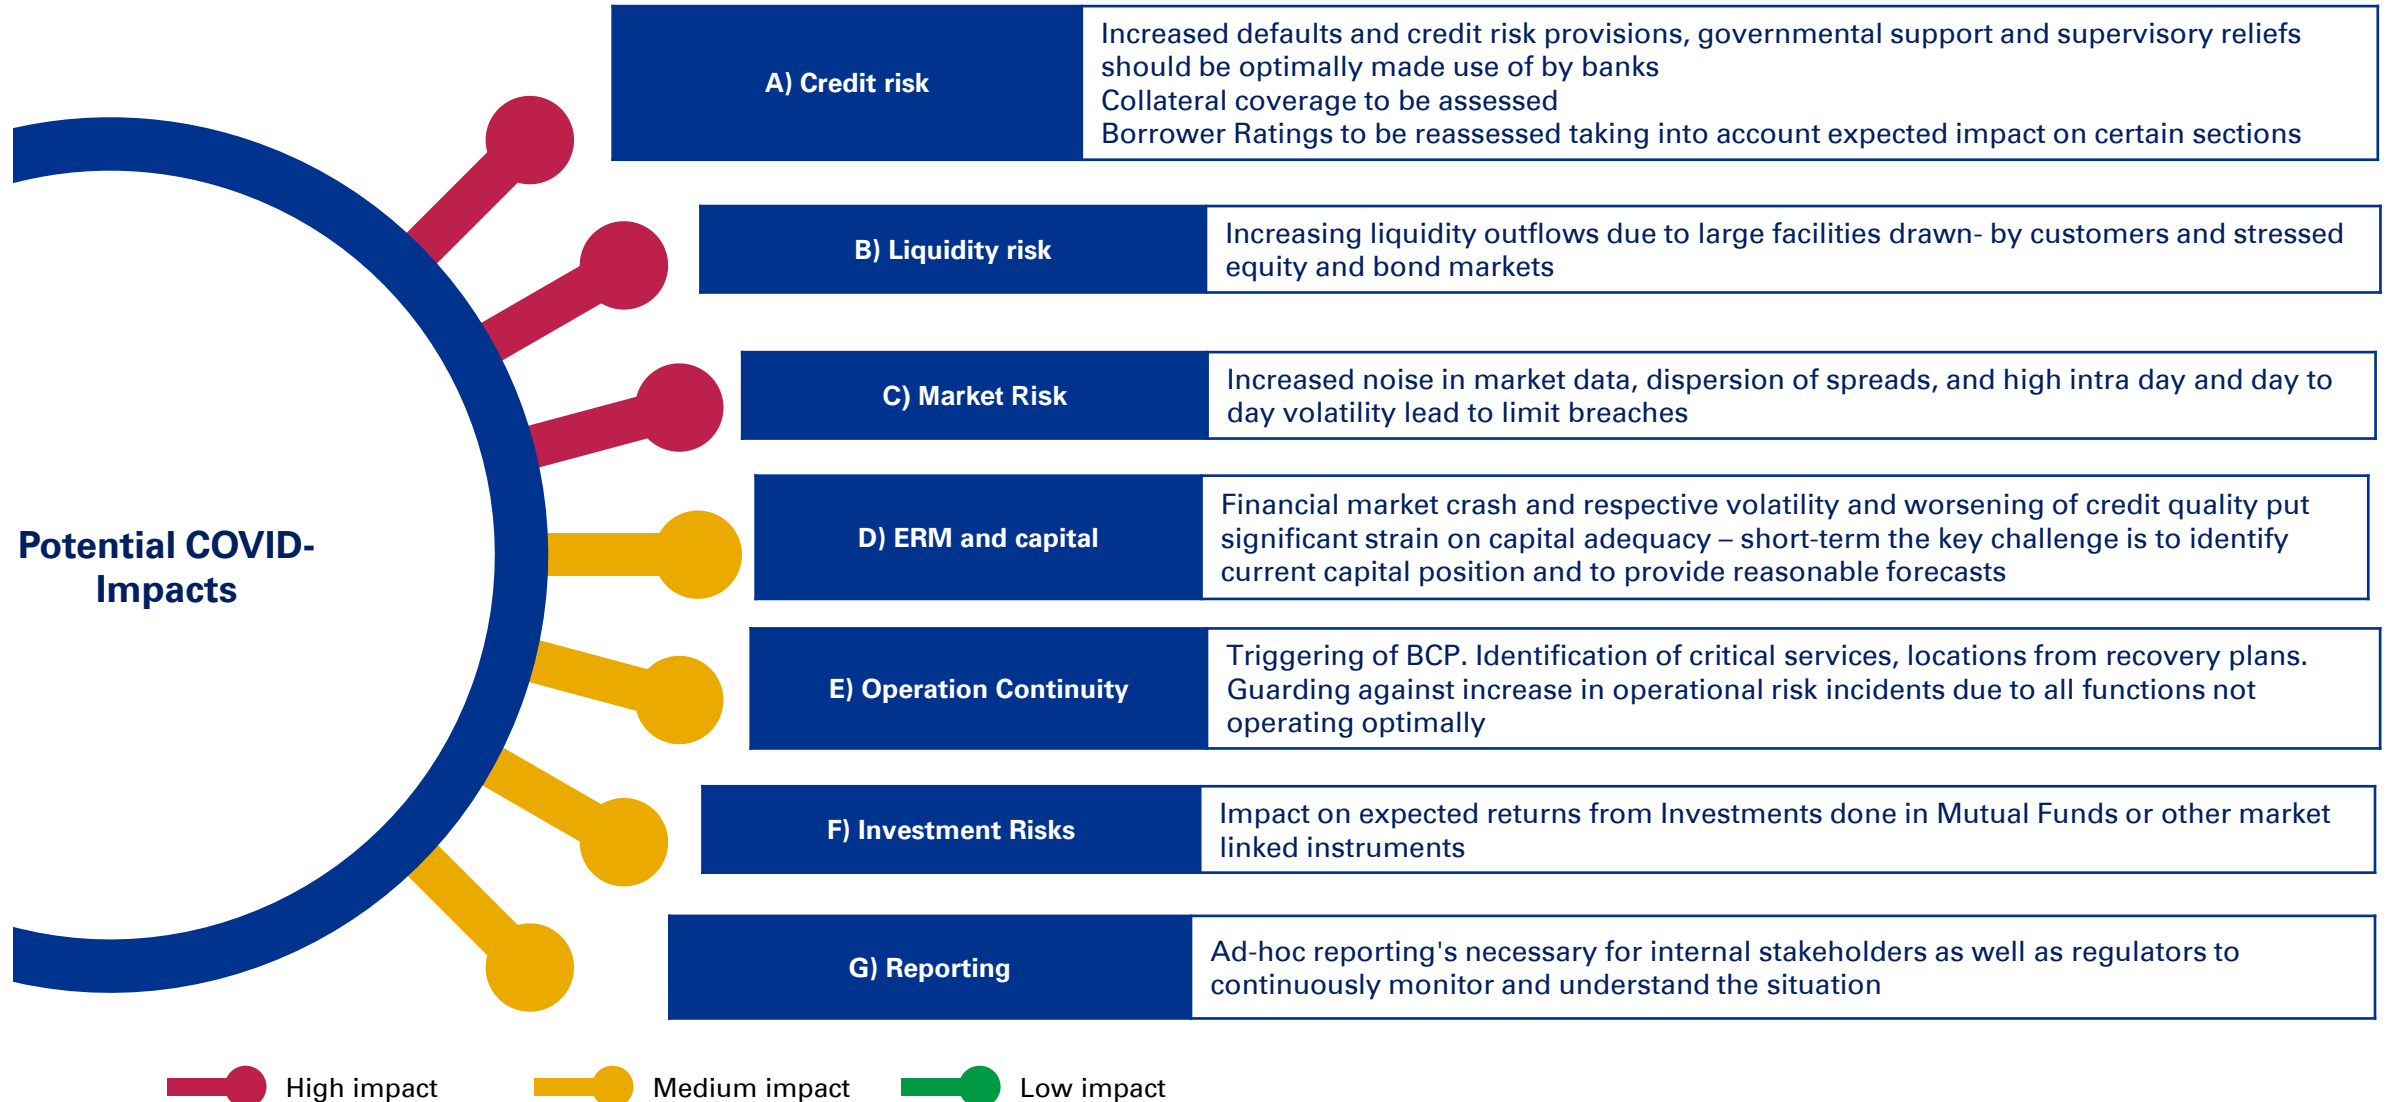 A) Credit risk
Increased defaults and credit risk provisions, governmental support and supervisory reliefs
should be optimally made use of by banks
Collateral coverage to be assessed
Borrower Ratings to be reassessed taking into account expected impact on certain sections
B) Liquidity risk
Increasing liquidity outflows due to large facilities drawn- by customers and stressed
equity and bond markets
C) Market Risk
Increased noise in market data, dispersion of spreads, and high intra day and day to
day volatility lead to limit breaches
Potential COVID-
Impacts
D) ERM and capital
Financial market crash and respective volatility and worsening of credit quality put
significant strain on capital adequacy – short-term the key challenge is to identify
current capital position and to provide reasonable forecasts
E) Operation Continuity
Triggering of BCP. Identification of critical services, locations from recovery plans.
Guarding against increase in operational risk incidents due to all functions not
operating optimally
F) Investment Risks
Impact on expected returns from Investments done in Mutual Funds or other market
linked instruments
G) Reporting
Ad-hoc reporting's necessary for internal stakeholders as well as regulators to
continuously monitor and understand the situation
High impact
Medium impact
Low impact